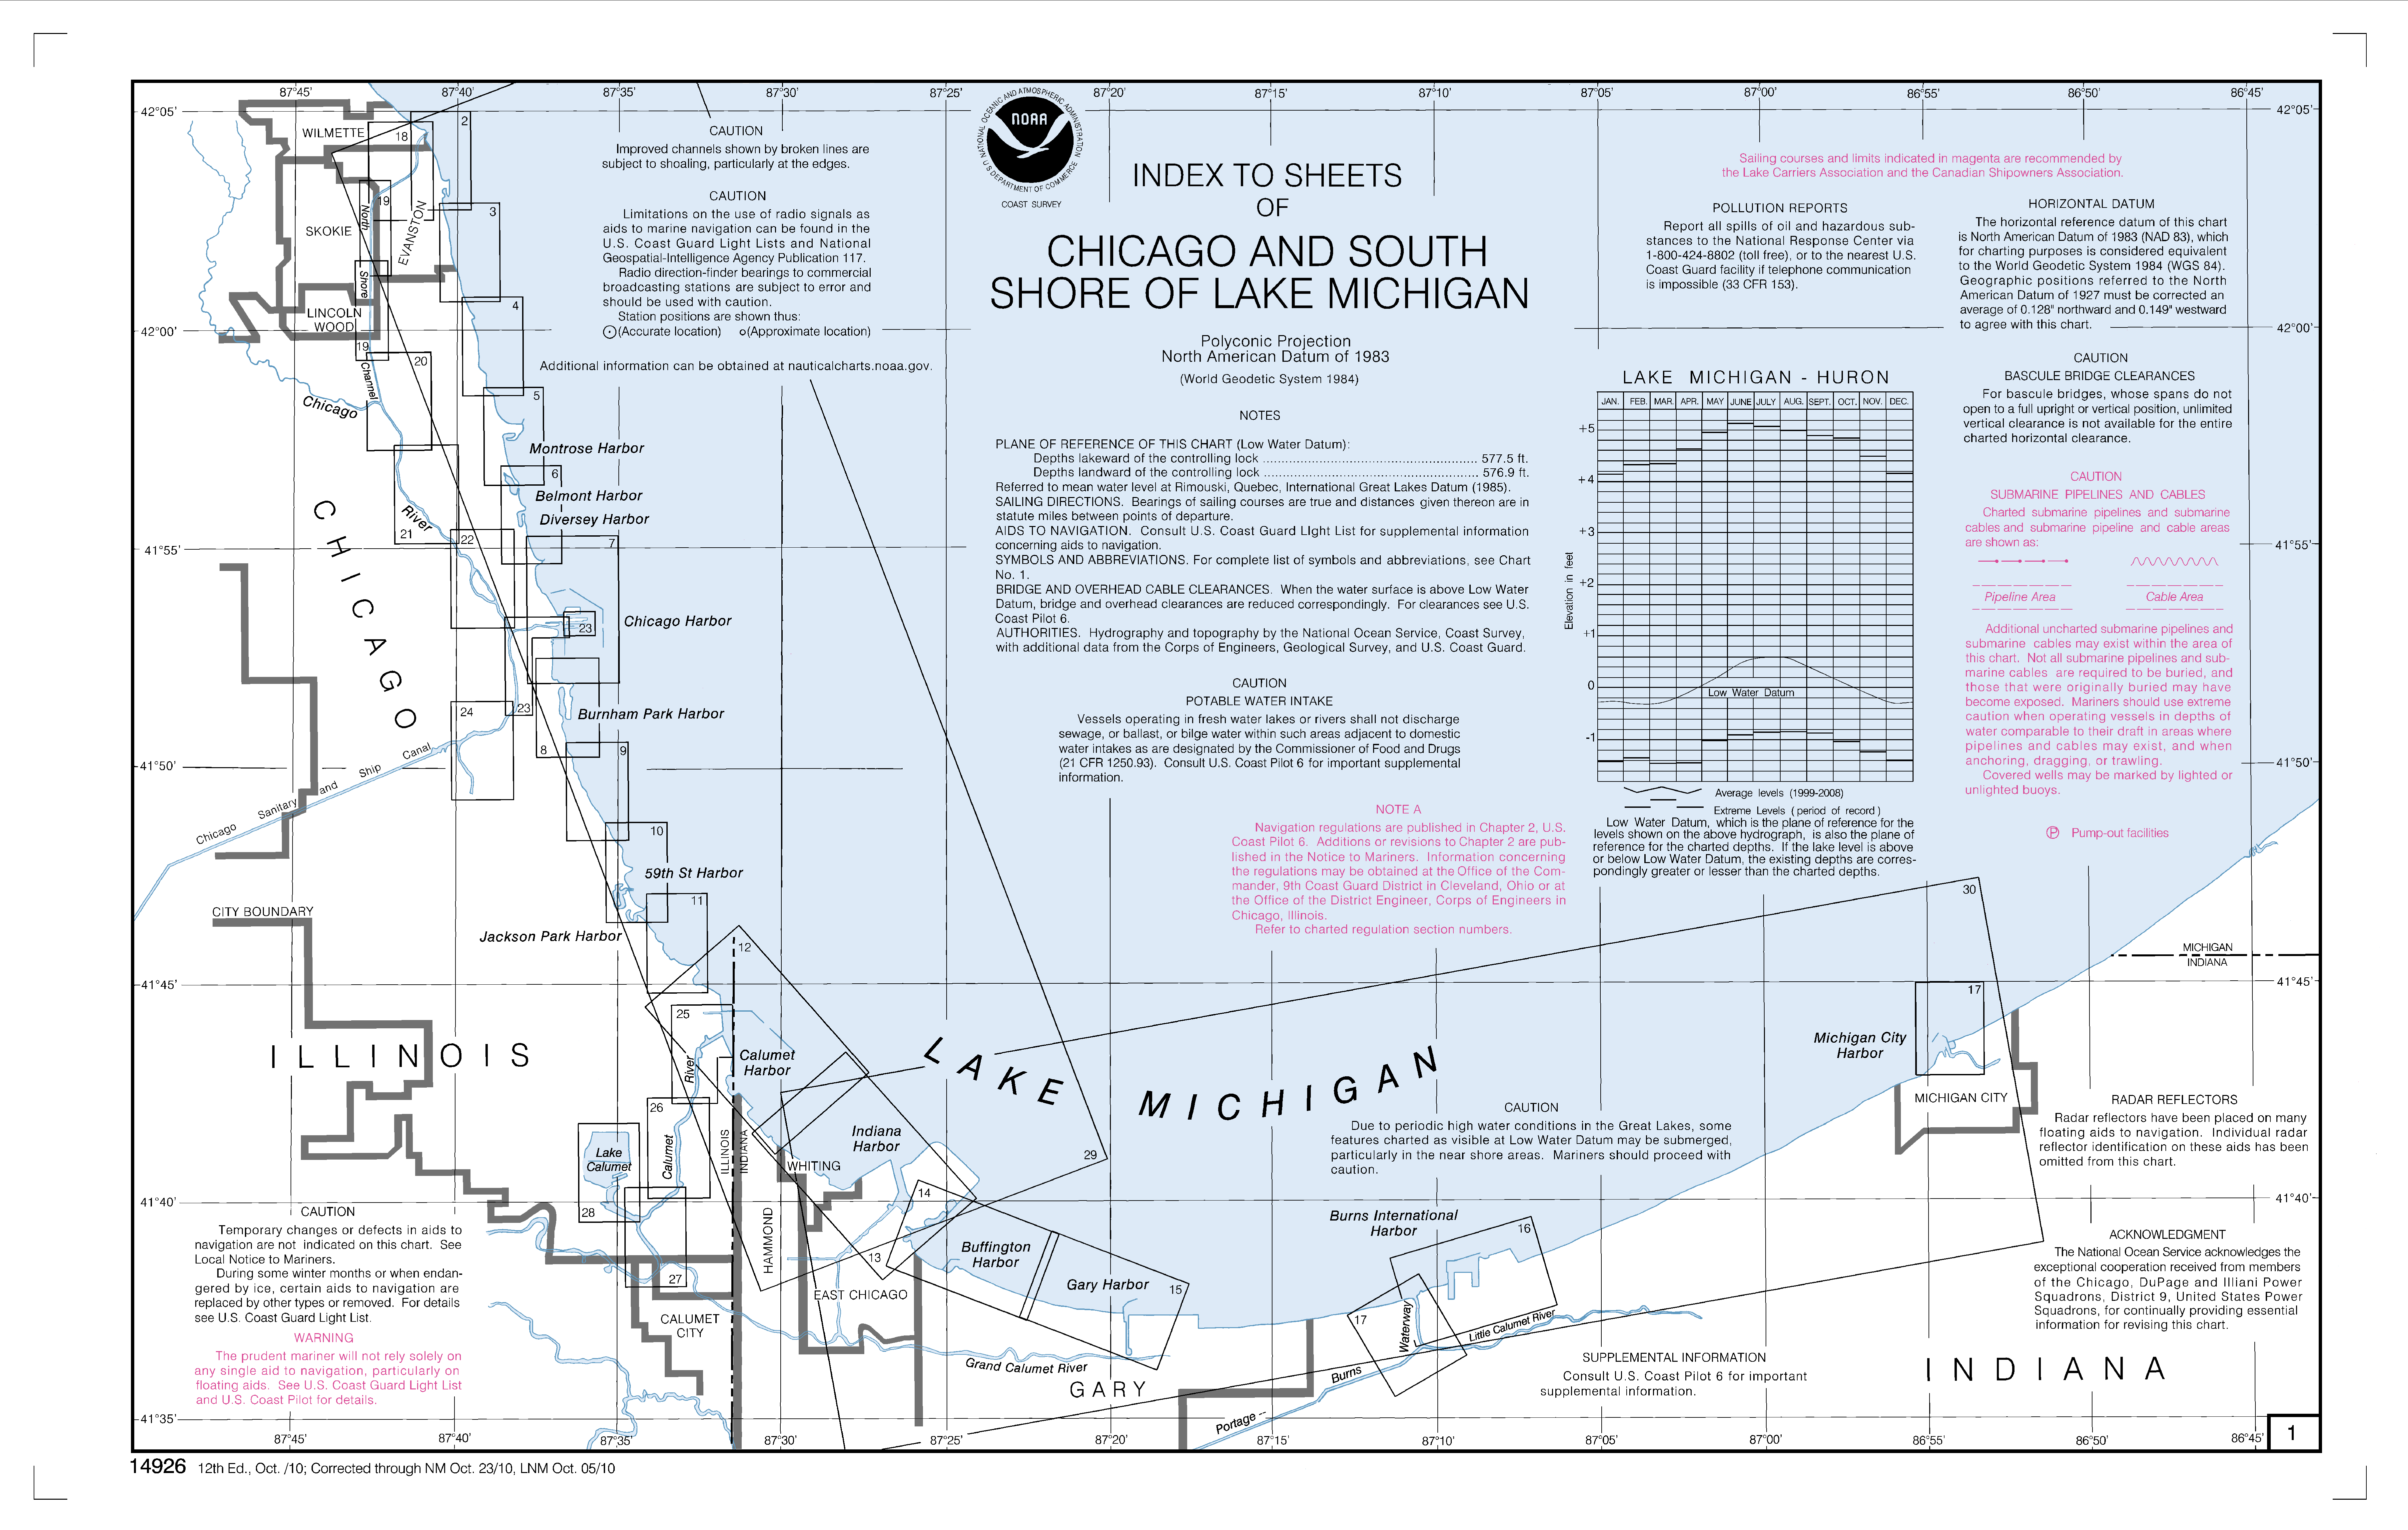 87°45'
87°40'
87°35'
87°30'
87°25'
87°20'
87°15'
87°10'
87°05'
87°00'
86°55'
86°50'
86°45'
42°05'
42°05'
42°00'
42°00'
41°55'
41°55'
41°50'
41°50'
41°45'
41°45'
41°40'
41°40'
41°35'
NATIONAL OCEANIC AND ATMOSPHERIC ADMINISTRATION
U.S. DEPARTMENT OF COMMERCE
NOAA
COAST SURVEY
INDEX TO SHEETS
OF
CHICAGO AND SOUTH
SHORE OF LAKE MICHIGAN
Polyconic Projection
North American Datum of 1983
(World Geodetic System 1984)
NOTES
PLANE OF REFERENCE OF THIS CHART (Low Water Datum):
Depths lakeward of the controlling lock ........ 577.5 ft.
Depths landward of the controlling lock ........ 576.9 ft.
Referred to mean water level at Rimouski, Quebec, International Great Lakes Datum (1985).
SAILING DIRECTIONS. Bearings of sailing courses are true and distances given thereon are in
statute miles between points of departure.
AIDS TO NAVIGATION. Consult U.S. Coast Guard LIght List for supplemental information
concerning aids to navigation.
SYMBOLS AND ABBREVIATIONS. For complete list of symbols and abbreviations, see Chart
No. 1.
BRIDGE AND OVERHEAD CABLE CLEARANCES. When the water surface is above Low Water
Datum, bridge and overhead clearances are reduced correspondingly. For clearances see U.S.
Coast Pilot 6.
AUTHORITIES. Hydrography and topography by the National Ocean Service, Coast Survey,
with additional data from the Corps of Engineers, Geological Survey, and U.S. Coast Guard.
CAUTION
POTABLE WATER INTAKE
Vessels operating in fresh water lakes or rivers shall not discharge
sewage, or ballast, or bilge water within such areas adjacent to domestic
water intakes as are designated by the Commissioner of Food and Drugs
(21 CFR 1250.93). Consult U.S. Coast Pilot 6 for important supplemental
information.
NOTE A
Navigation regulations are published in Chapter 2, U.S.
Coast Pilot 6. Additions or revisions to Chapter 2 are pub-
lished in the Notice to Mariners. Information concerning
the regulations may be obtained at the Office of the Com-
mander, 9th Coast Guard District in Cleveland, Ohio or at
the Office of the District Engineer, Corps of Engineers in
Chicago, Illinois.
Refer to charted regulation section numbers.
CAUTION
Improved channels shown by broken lines are
subject to shoaling, particularly at the edges.
CAUTION
Limitations on the use of radio signals as
aids to marine navigation can be found in the
U.S. Coast Guard Light Lists and National
Geospatial-Intelligence Agency Publication 117.
Radio direction-finder bearings to commercial
broadcasting stations are subject to error and
should be used with caution.
Station positions are shown thus:
(Accurate location) o(Approximate location)
Additional information can be obtained at nauticalcharts.noaa.gov.
Sailing courses and limits indicated in magenta are recommended by
the Lake Carriers Association and the Canadian Shipowners Association.
POLLUTION REPORTS
Report all spills of oil and hazardous sub-
stances to the National Response Center via
1-800-424-8802 (toll free), or to the nearest U.S.
Coast Guard facility if telephone communication
is impossible (33 CFR 153).
HORIZONTAL DATUM
The horizontal reference datum of this chart
is North American Datum of 1983 (NAD 83), which
for charting purposes is considered equivalent
to the World Geodetic System 1984 (WGS 84).
Geographic positions referred to the North
American Datum of 1927 must be corrected an
average of 0.128" northward and 0.149" westward
to agree with this chart.
CAUTION
BASCULE BRIDGE CLEARANCES
For bascule bridges, whose spans do not
open to a full upright or vertical position, unlimited
vertical clearance is not available for the entire
charted horizontal clearance.
CAUTION
SUBMARINE PIPELINES AND CABLES
Charted submarine pipelines and submarine
cables and submarine pipeline and cable areas
are shown as:
Pipeline Area
Cable Area
Additional uncharted submarine pipelines and
submarine cables may exist within the area of
this chart. Not all submarine pipelines and sub-
marine cables are required to be buried, and
those that were originally buried may have
become exposed. Mariners should use extreme
caution when operating vessels in depths of
water comparable to their draft in areas where
pipelines and cables may exist, and when
anchoring, dragging, or trawling.
Covered wells may be marked by lighted or
unlighted buoys.
P Pump-out facilities
LAKE MICHIGAN - HURON
JAN. FEB. MAR. APR. MAY JUNE JULY AUG. SEPT. OCT. NOV. DEC.
+5
+4
+3
+2
+1
0
-1
Elevation in feet
Low Water Datum
Average levels (1999-2008)
Extreme Levels (period of record)
Low Water Datum, which is the plane of reference for the
levels shown on the above hydrograph, is also the plane of
reference for the charted depths. If the lake level is above
or below Low Water Datum, the existing depths are corres-
pondingly greater or lesser than the charted depths.
WILMETTE
SKOKIE
EVANSTON
LINCOLN
WOOD
North
Shore
Channel
Chicago
River
CHICAGO
Montrose Harbor
Belmont Harbor
Diversey Harbor
Chicago Harbor
Burnham Park Harbor
59th St Harbor
Jackson Park Harbor
Chicago Sanitary and Ship Canal
CITY BOUNDARY
ILLINOIS
2
3
4
5
6
7
8
9
10
11
12
13
14
15
16
17
17
18
19
19
20
21
22
23
23
24
25
26
27
28
29
30
Calumet
Harbor
River
Calumet
Lake
Calumet
ILLINOIS
INDIANA
HAMMOND
WHITING
Indiana
Harbor
EAST CHICAGO
CALUMET
CITY
Buffington
Harbor
Gary Harbor
Grand Calumet River
GARY
LAKE MICHIGAN
Burns International
Harbor
Portage --
Burns
Waterway
Little Calumet River
Michigan City
Harbor
MICHIGAN CITY
MICHIGAN
INDIANA
INDIANA
CAUTION
Due to periodic high water conditions in the Great Lakes, some
features charted as visible at Low Water Datum may be submerged,
particularly in the near shore areas. Mariners should proceed with
caution.
RADAR REFLECTORS
Radar reflectors have been placed on many
floating aids to navigation. Individual radar
reflector identification on these aids has been
omitted from this chart.
ACKNOWLEDGMENT
The National Ocean Service acknowledges the
exceptional cooperation received from members
of the Chicago, DuPage and Illiani Power
Squadrons, District 9, United States Power
Squadrons, for continually providing essential
information for revising this chart.
SUPPLEMENTAL INFORMATION
Consult U.S. Coast Pilot 6 for important
supplemental information.
CAUTION
Temporary changes or defects in aids to
navigation are not indicated on this chart. See
Local Notice to Mariners.
During some winter months or when endan-
gered by ice, certain aids to navigation are
replaced by other types or removed. For details
see U.S. Coast Guard Light List.
WARNING
The prudent mariner will not rely solely on
any single aid to navigation, particularly on
floating aids. See U.S. Coast Guard Light List
and U.S. Coast Pilot for details.
87°45'
87°40'
87°35'
87°30'
87°25'
87°20'
87°15'
87°10'
87°05'
87°00'
86°55'
86°50'
86°45'
1
14926 12th Ed., Oct. /10; Corrected through NM Oct. 23/10, LNM Oct. 05/10